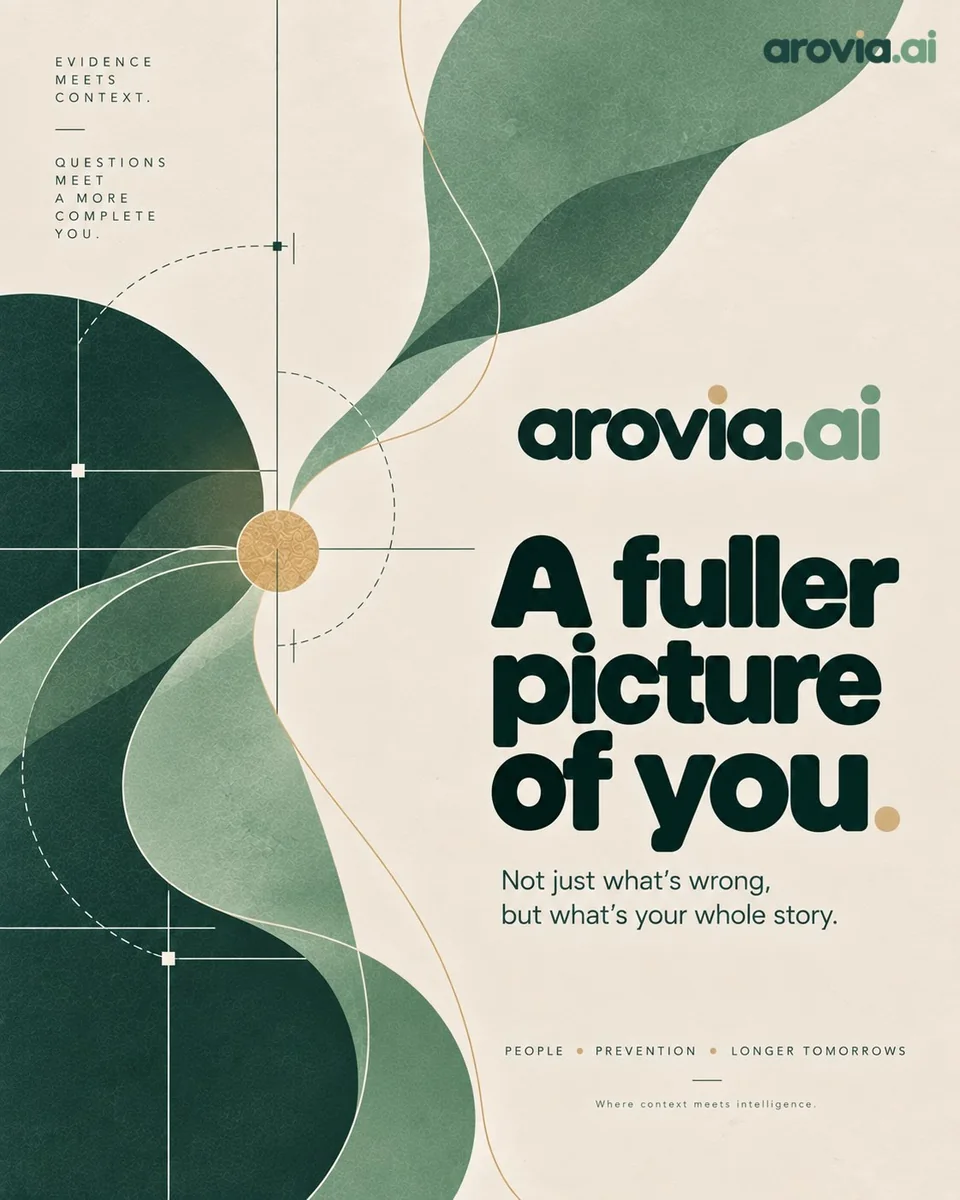 arovia.ai
EVIDENCE
MEETS
CONTEXT.
QUESTIONS
MEET
A MORE
COMPLETE
YOU.
arovia.ai
A fuller
picture
of you.
Not just what’s wrong,
but what’s your whole story.
PEOPLE • PREVENTION • LONGER TOMORROWS
Where context meets intelligence.